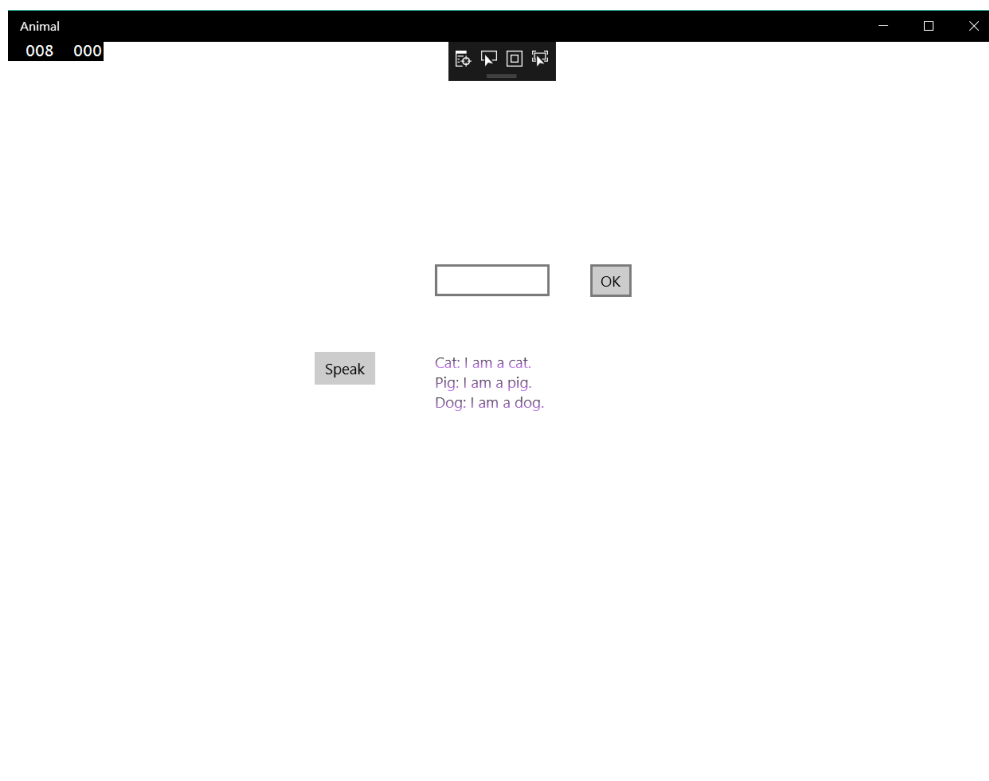 Animal
008 000
OK
Speak
Cat: I am a cat.
Pig: I am a pig.
Dog: I am a dog.